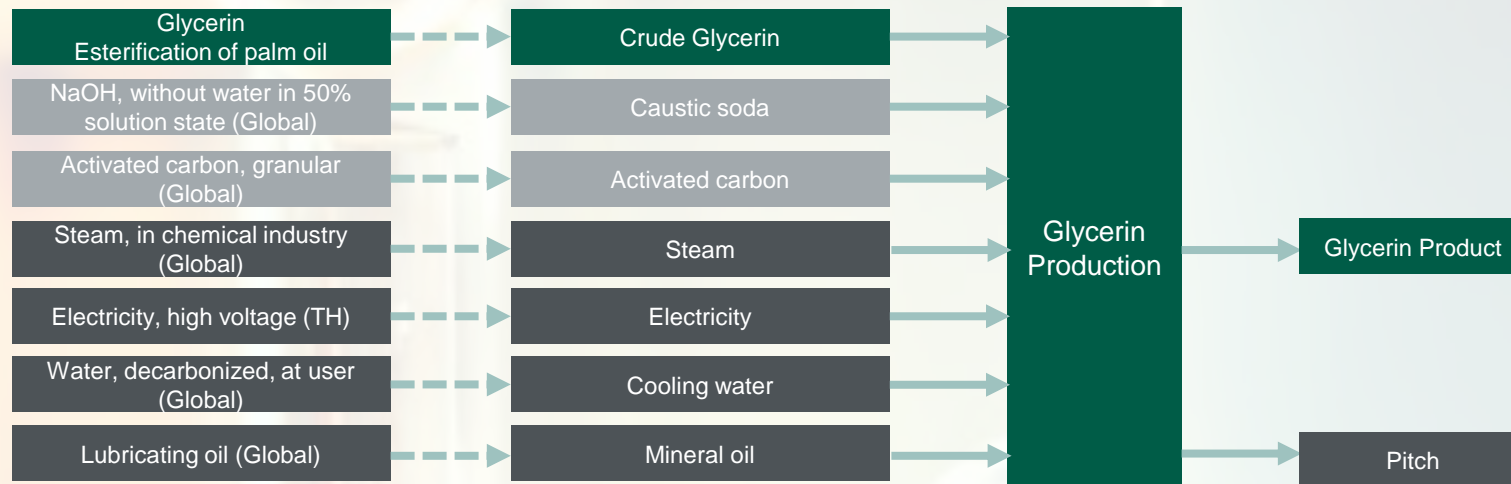 Glycerin
Esterification of palm oil
Crude Glycerin
NaOH, without water in 50%
solution state (Global)
Caustic soda
Activated carbon, granular
(Global)
Activated carbon
Steam, in chemical industry
(Global)
Steam
Electricity, high voltage (TH)
Electricity
Water, decarbonized, at user
(Global)
Cooling water
Lubricating oil (Global)
Mineral oil
Glycerin
Production
Glycerin Product
Pitch